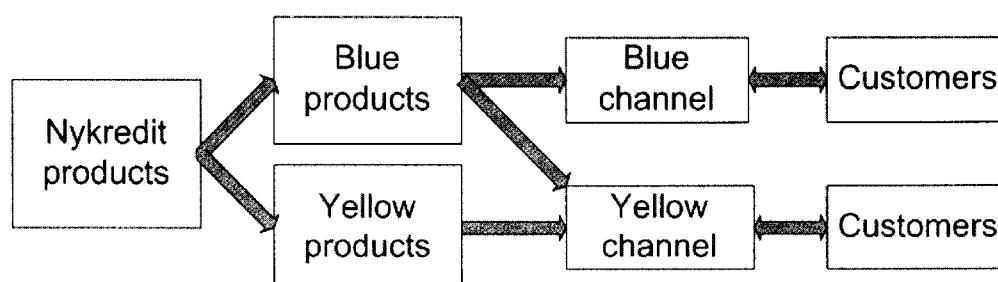 Nykredit
products
Blue
products
Yellow
products
Blue
channel
Yellow
channel
Customers
Customers